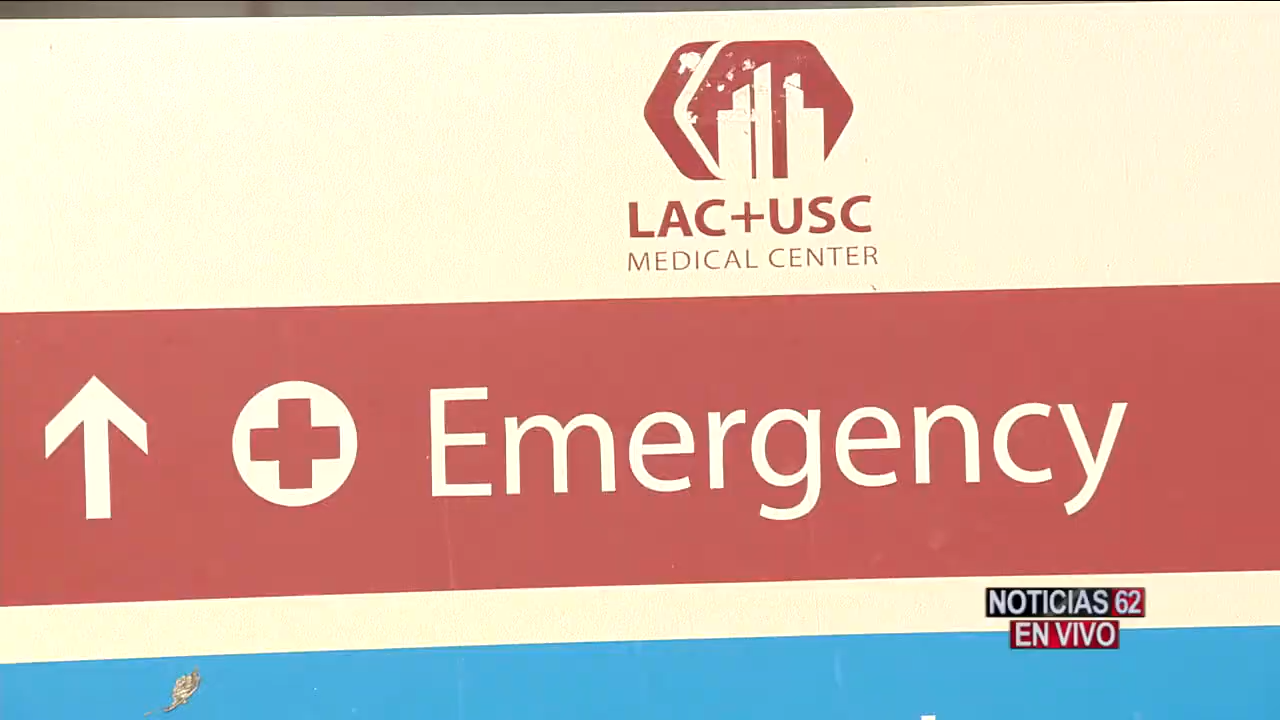 LAC+USC
MEDICAL CENTER
Emergency
NOTICIAS 62
EN VIVO